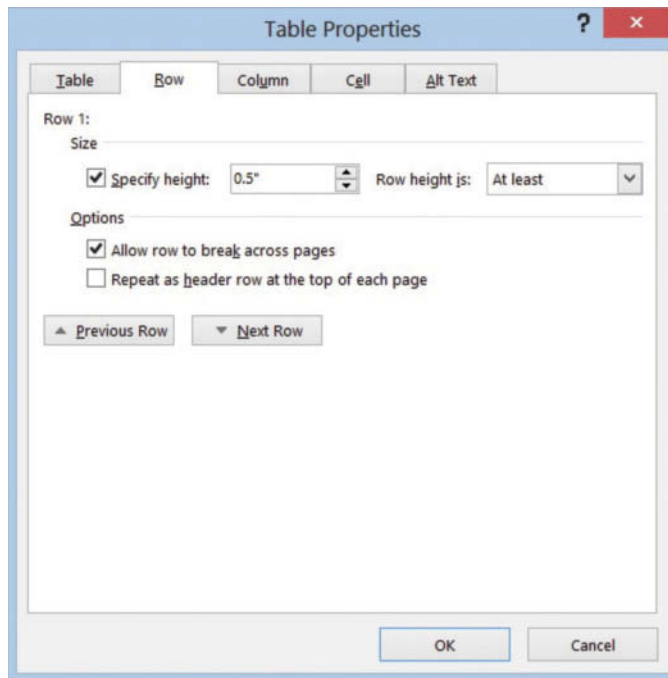 Table Properties
?
Table Row Column Cell Alt Text
Row 1:
Size
Specify height: 0.5" Row height is: At least
Options
Allow row to break across pages
Repeat as header row at the top of each page
Previous Row Next Row
OK Cancel